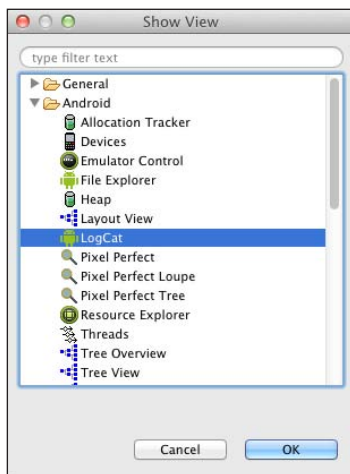 Show View
type filter text
General
Android
Allocation Tracker
Devices
Emulator Control
File Explorer
Heap
Layout View
LogCat
Pixel Perfect
Pixel Perfect Loupe
Pixel Perfect Tree
Resource Explorer
Threads
Tree Overview
Tree View
Cancel
OK